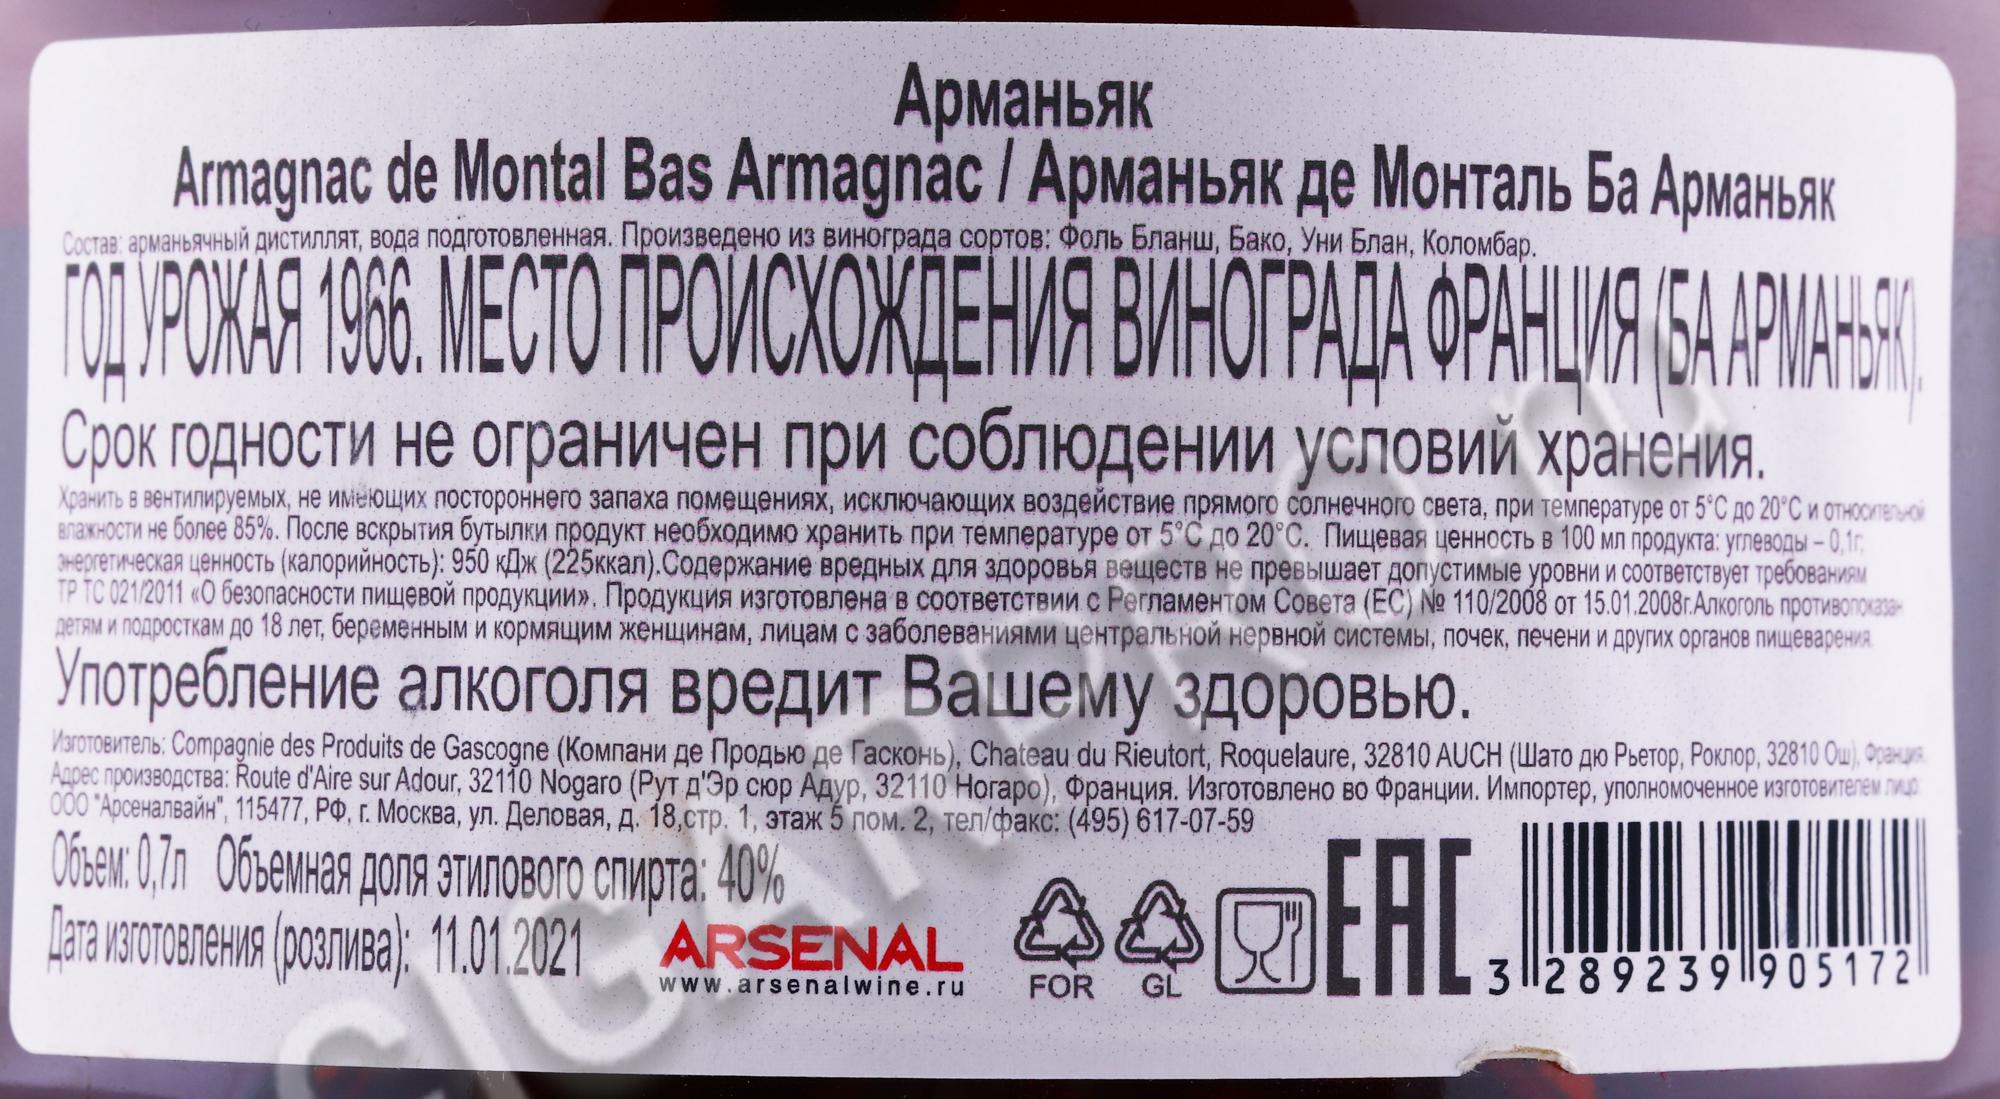 Арманьяк
Armagnac de Montal Bas Armagnac / Арманьяк де Монталь Ба Арманьяк
Состав: арманьячный дистиллят, вода подготовленная. Произведено из винограда сортов: Фоль Бланш, Бако, Уни Блан, Коломбар.
ГОД УРОЖАЯ 1966. МЕСТО ПРОИСХОЖДЕНИЯ ВИНОГРАДА ФРАНЦИЯ (БА АРМАНЬЯК).
Срок годности не ограничен при соблюдении условий хранения.
Хранить в вентилируемых, не имеющих постороннего запаха помещениях, исключающих воздействие прямого солнечного света, при температуре от 5°С до 20°С и относительной
влажности не более 85%. После вскрытия бутылки продукт необходимо хранить при температуре от 5°С до 20°С. Пищевая ценность в 100 мл продукта: углеводы – 0,1г;
энергетическая ценность (калорийность): 950 кДж (225ккал).Содержание вредных для здоровья веществ не превышает допустимые уровни и соответствует требованиям
ТР ТС 021/2011 «О безопасности пищевой продукции». Продукция изготовлена в соответствии с Регламентом Совета (ЕС) № 110/2008 от 15.01.2008г.Алкоголь противопоказан
детям и подросткам до 18 лет, беременным и кормящим женщинам, лицам с заболеваниями центральной нервной системы, почек, печени и других органов пищеварения.
Употребление алкоголя вредит Вашему здоровью.
Изготовитель: Compagnie des Produits de Gascogne (Компани де Продью де Гасконь), Chateau du Rieutort, Roquelaure, 32810 AUCH (Шато дю Рьетор, Роклор, 32810 Ош), Франция.
Адрес производства: Route d'Aire sur Adour, 32110 Nogaro (Рут д'Эр сюр Адур, 32110 Ногаро), Франция. Изготовлено во Франции. Импортер, уполномоченное изготовителем лицо:
ООО "Арсеналвайн", 115477, РФ, г. Москва, ул. Деловая, д. 18,стр. 1, этаж 5 пом. 2, тел/факс: (495) 617-07-59
Объем: 0,7л Объемная доля этилового спирта: 40%
Дата изготовления (розлива): 11.01.2021
ARSENAL
www.arsenalwine.ru
FOR
GL
EAC
3 289239 905172
CIGARPRO.ru